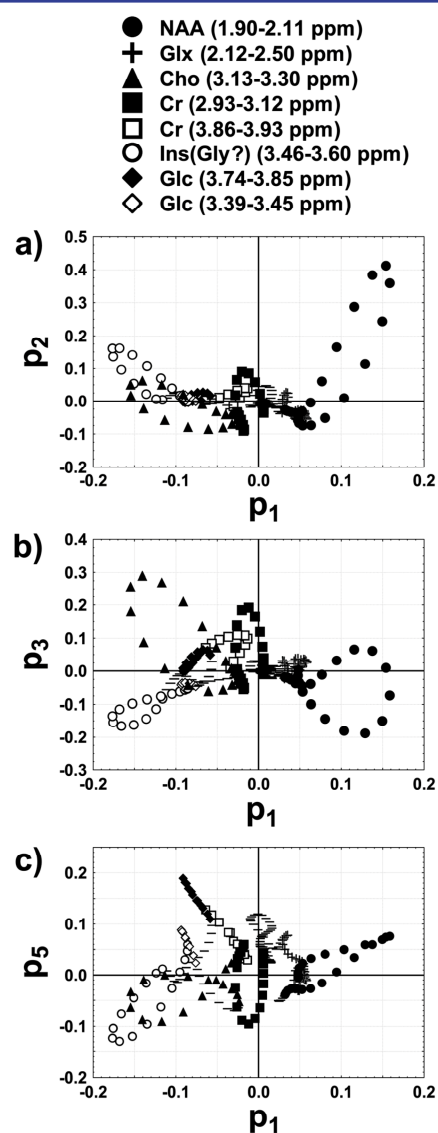 NAA (1.90-2.11 ppm)
Glx (2.12-2.50 ppm)
Cho (3.13-3.30 ppm)
Cr (2.93-3.12 ppm)
Cr (3.86-3.93 ppm)
Ins(Gly?) (3.46-3.60 ppm)
Glc (3.74-3.85 ppm)
Glc (3.39-3.45 ppm)
a)
0.5
0.4
0.3
0.2
0.1
0.0
-0.1
-0.2
p2
-0.2 -0.1 0.0 0.1 0.2
p1
b)
0.4
0.3
0.2
0.1
0.0
-0.1
-0.2
-0.3
p3
-0.2 -0.1 0.0 0.1 0.2
p1
c)
0.2
0.1
0.0
-0.1
-0.2
p5
-0.2 -0.1 0.0 0.1 0.2
p1